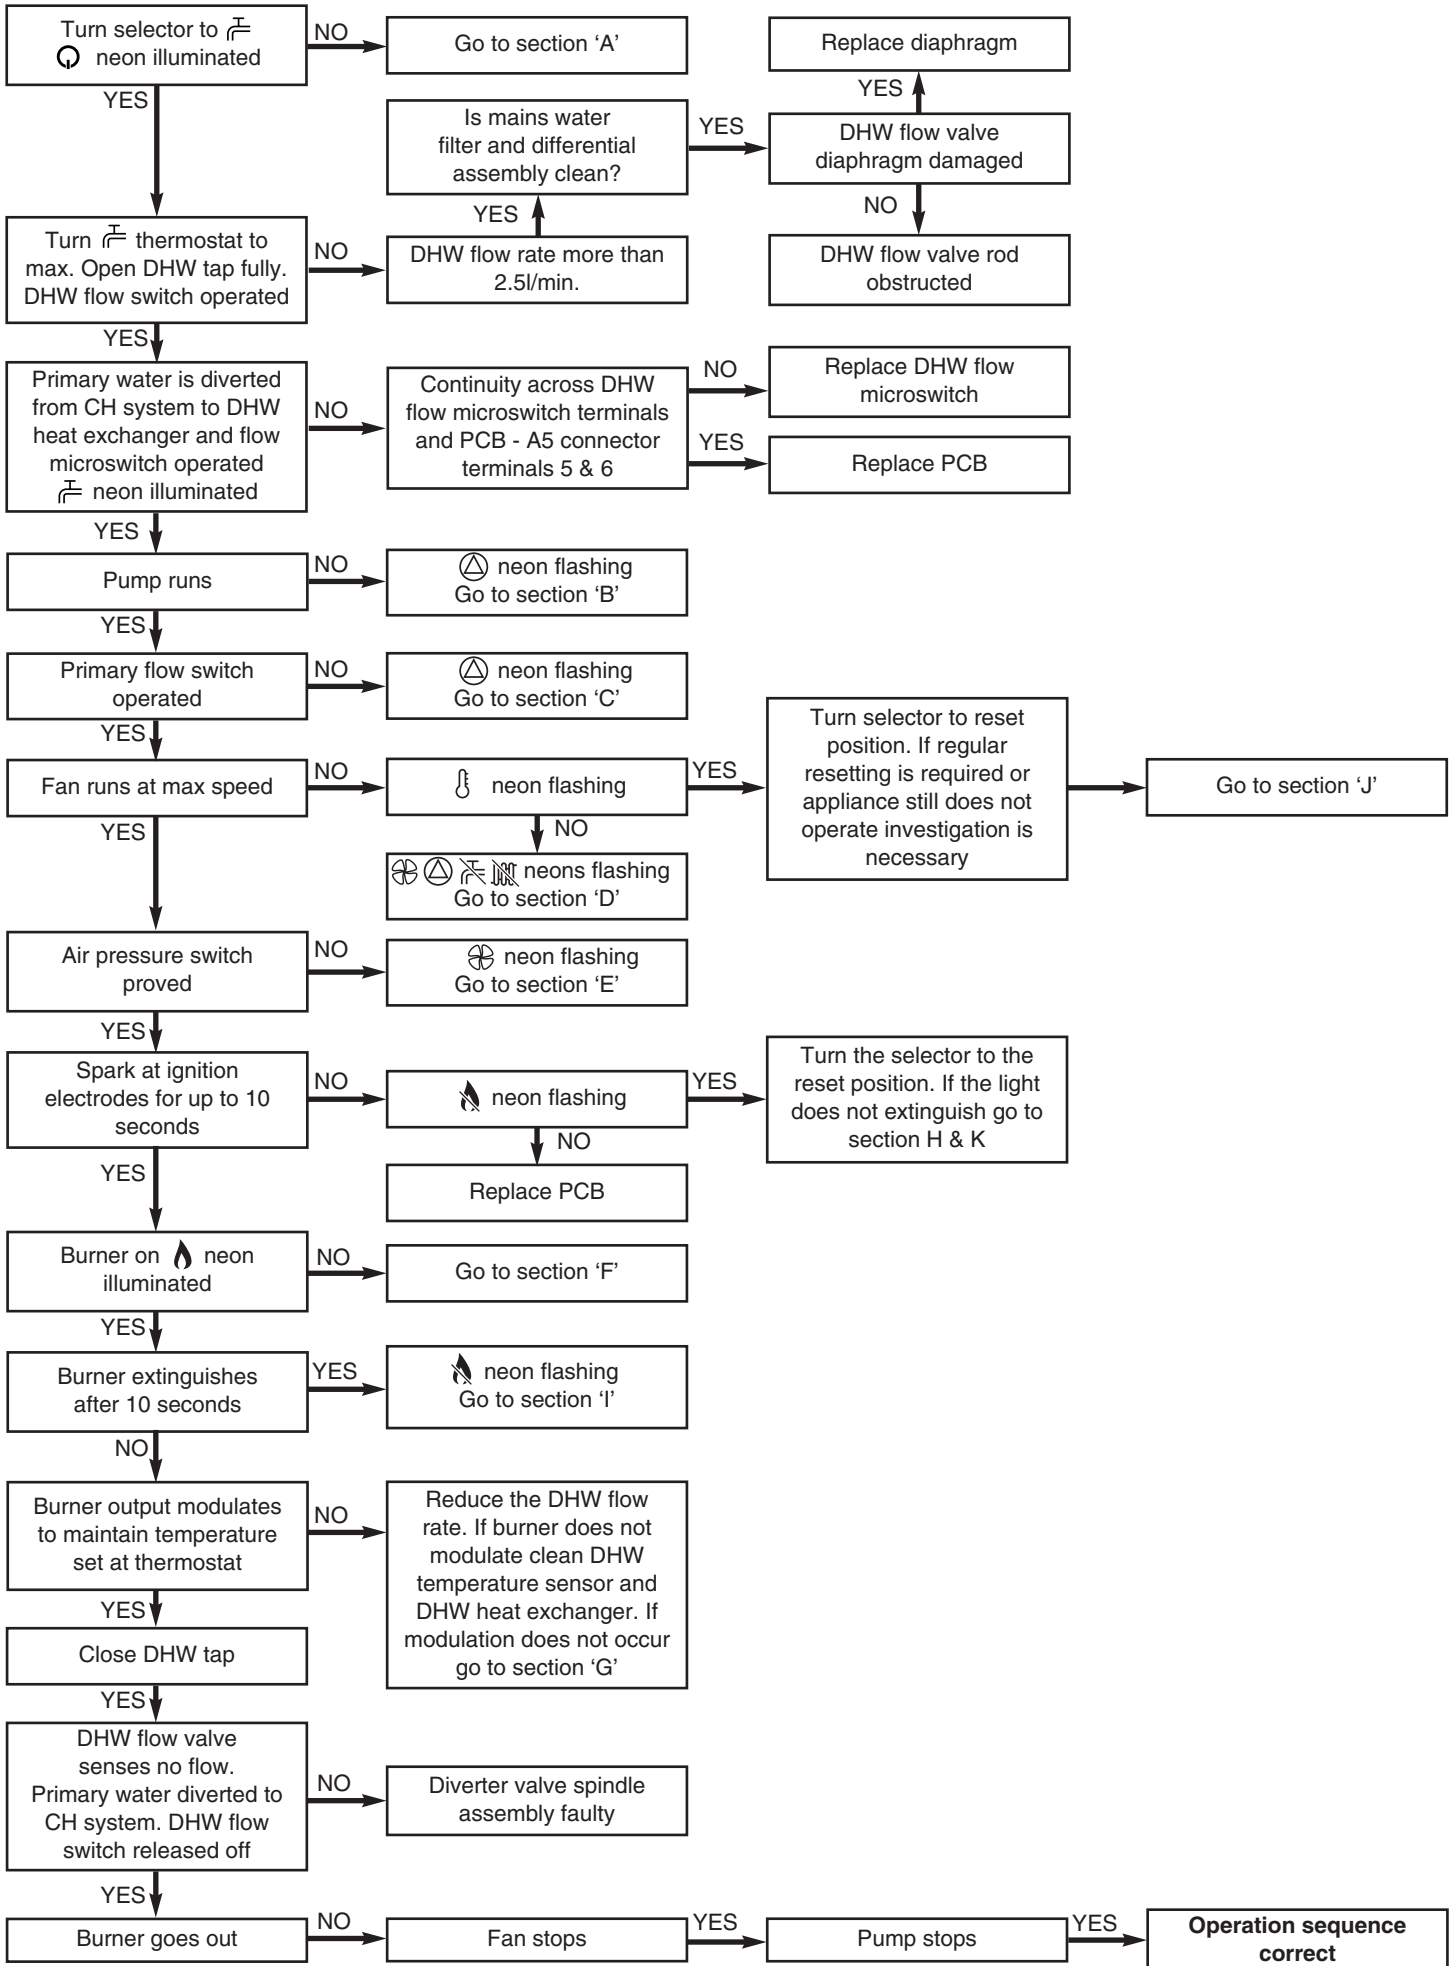 Turn selector to
neon illuminated
NO
Go to section ‘A’
Replace diaphragm
YES
YES
Is mains water
filter and differential
assembly clean?
YES
DHW flow valve
diaphragm damaged
YES
NO
Turn thermostat to
max. Open DHW tap fully.
DHW flow switch operated
NO
DHW flow rate more than
2.5l/min.
DHW flow valve rod
obstructed
YES
Primary water is diverted
from CH system to DHW
heat exchanger and flow
microswitch operated
neon illuminated
NO
Continuity across DHW
flow microswitch terminals
and PCB - A5 connector
terminals 5 & 6
NO
Replace DHW flow
microswitch
YES
Replace PCB
YES
Pump runs
NO
neon flashing
Go to section ‘B’
YES
Primary flow switch
operated
NO
neon flashing
Go to section ‘C’
YES
Fan runs at max speed
NO
neon flashing
YES
Turn selector to reset
position. If regular
resetting is required or
appliance still does not
operate investigation is
necessary
Go to section ‘J’
YES
NO
neons flashing
Go to section ‘D’
Air pressure switch
proved
NO
neon flashing
Go to section ‘E’
YES
Spark at ignition
electrodes for up to 10
seconds
NO
neon flashing
YES
Turn the selector to the
reset position. If the light
does not extinguish go to
section H & K
YES
NO
Replace PCB
Burner on neon
illuminated
NO
Go to section ‘F’
YES
Burner extinguishes
after 10 seconds
YES
neon flashing
Go to section ‘I’
NO
Burner output modulates
to maintain temperature
set at thermostat
NO
Reduce the DHW flow
rate. If burner does not
modulate clean DHW
temperature sensor and
DHW heat exchanger. If
modulation does not occur
go to section ‘G’
YES
Close DHW tap
YES
DHW flow valve
senses no flow.
Primary water diverted to
CH system. DHW flow
switch released off
NO
Diverter valve spindle
assembly faulty
YES
Burner goes out
NO
Fan stops
YES
Pump stops
YES
Operation sequence
correct